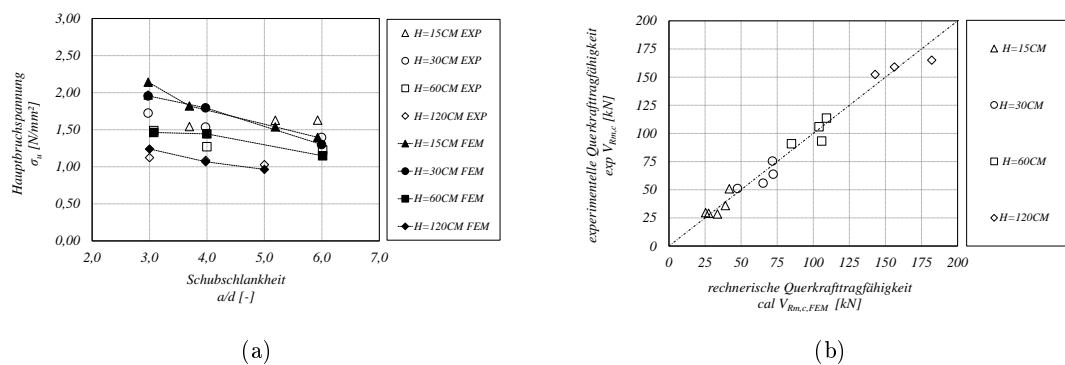 3,00
2,50
2,00
1,50
1,00
0,50
0,00
Hauptbruchspannung
σu [N/mm²]
2,0 3,0 4,0 5,0 6,0 7,0
Schubschlankheit
a/d [-]
H=15CM EXP
H=30CM EXP
H=60CM EXP
H=120CM EXP
H=15CM FEM
H=30CM FEM
H=60CM FEM
H=120CM FEM
(a)
200
175
150
125
100
75
50
25
0
experimentelle Querkrafttragfähigkeit
exp VRm,c [kN]
0 25 50 75 100 125 150 175 200
rechnerische Querkrafttragfähigkeit
cal VRm,c,FEM [kN]
H=15CM
H=30CM
H=60CM
H=120CM
(b)